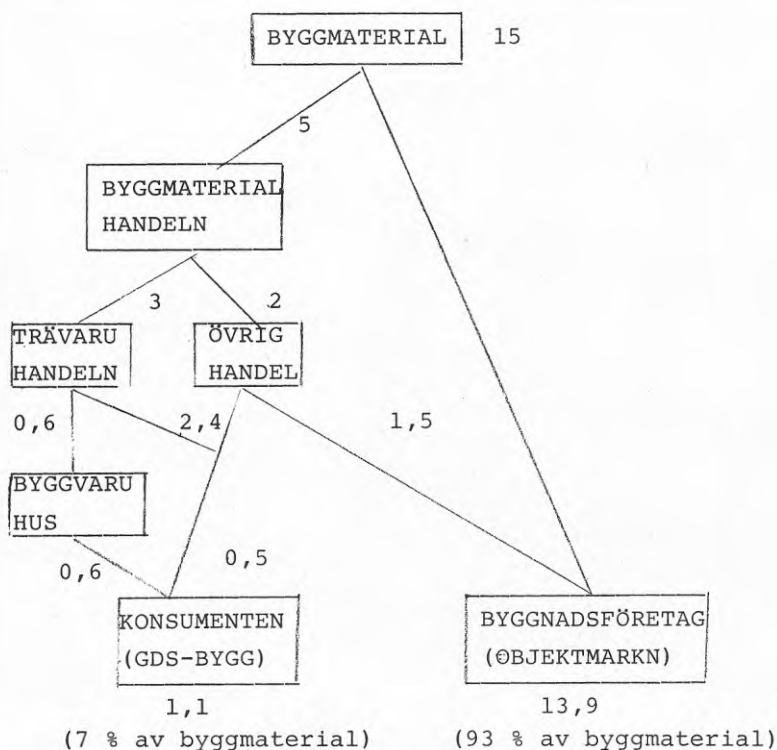 BYGGMATERIAL 15
5
BYGGMATERIAL
HANDELN
3 2
TRÄVARU ÖVRIG
HANDELN HANDEL
0,6 2,4 1,5
BYGGVARU
HUS
0,6 0,5
KONSUMENTEN BYGGNADSFÖRETAG
(GDS-BYGG) (OBJEKTMARKN)
1,1 13,9
(7 % av byggmaterial) (93 % av byggmaterial)